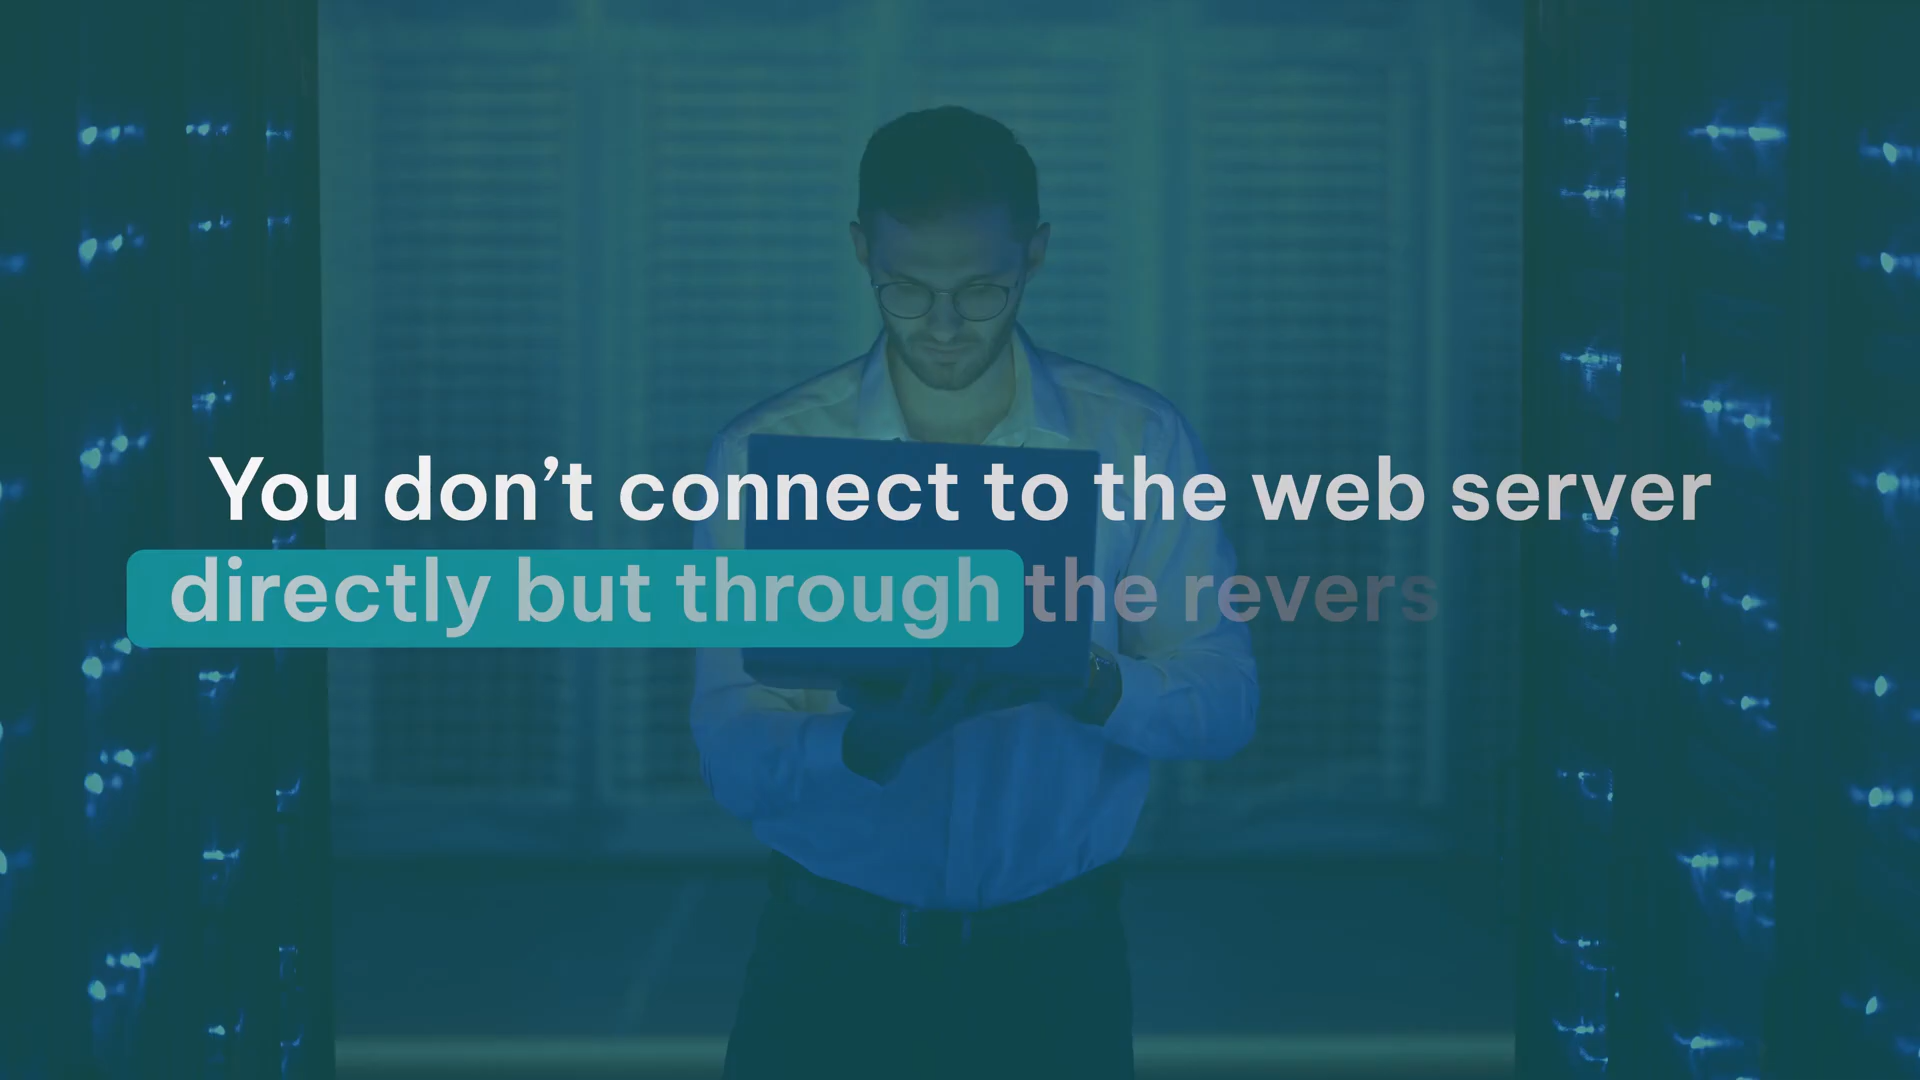 You don’t connect to the web server
directly but through the revers